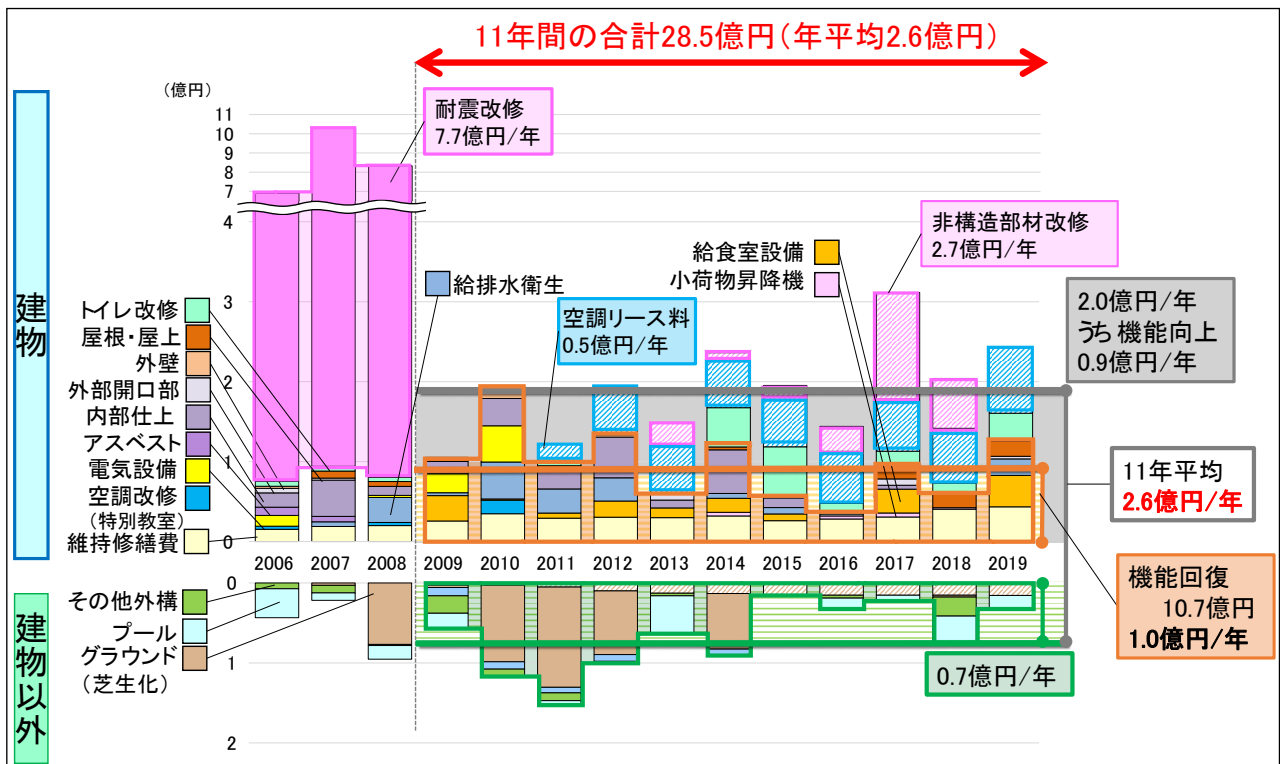 11年間の合計28.5億円(年平均2.6億円)
建物
(億円)
11
10
9
8
7
4
3
2
1
0
耐震改修
7.7億円/年
トイレ改修
屋根・屋上
外壁
外部開口部
内部仕上
アスベスト
電気設備
空調改修
(特別教室)
維持修繕費
給排水衛生
空調リース料
0.5億円/年
給食室設備
小荷物昇降機
非構造部材改修
2.7億円/年
2.0億円/年
うち機能向上
0.9億円/年
11年平均
2.6億円/年
機能回復
10.7億円
1.0億円/年
2006 2007 2008 2009 2010 2011 2012 2013 2014 2015 2016 2017 2018 2019
建物以外
0
1
2
その他外構
プール
グラウンド
(芝生化)
0.7億円/年